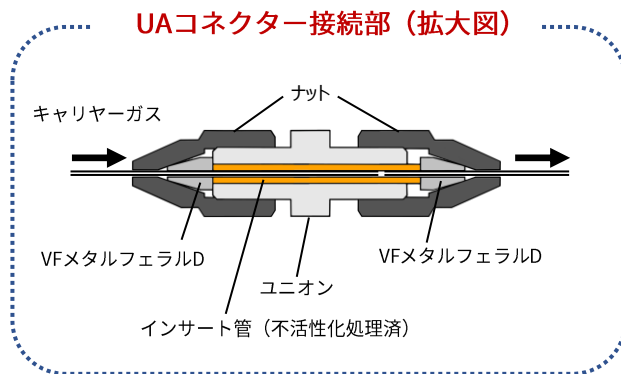 UAコネクター接続部（拡大図）
ナット
キャリヤーガス
VFメタルフェラルD
VFメタルフェラルD
ユニオン
インサート管（不活性化処理済）